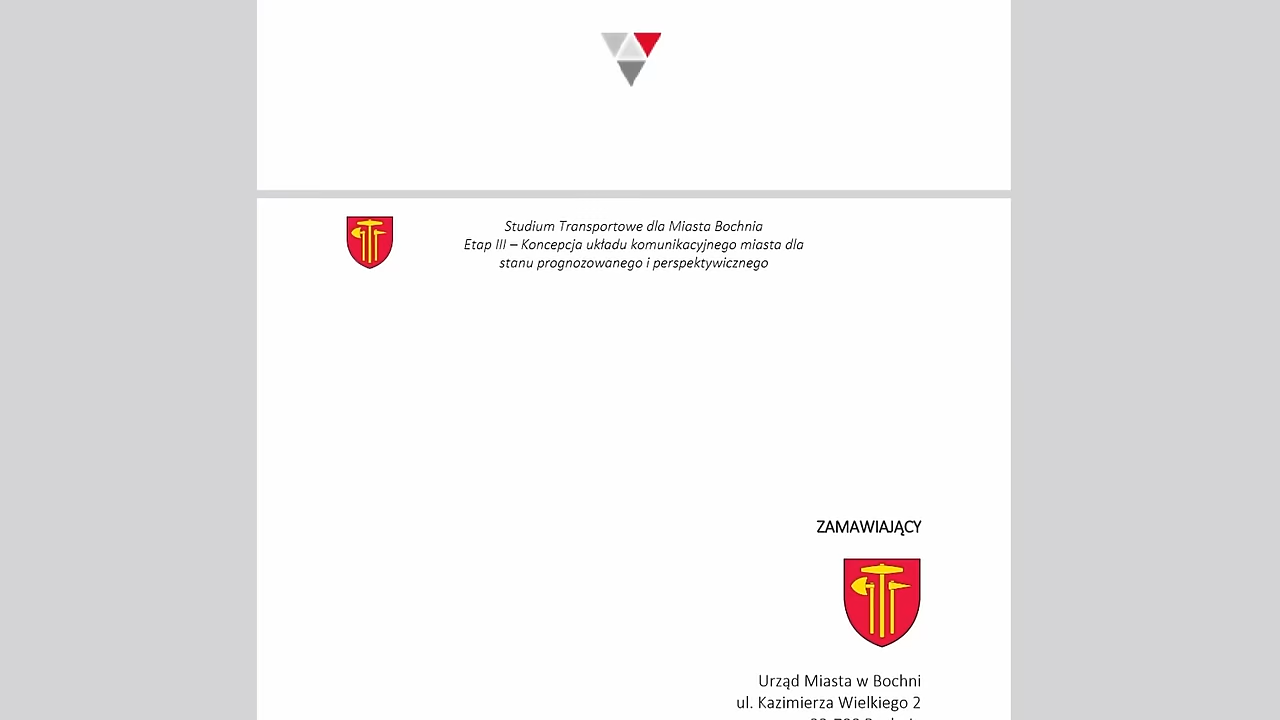 Studium Transportowe dla Miasta Bochnia
Etap III – Koncepcja układu komunikacyjnego miasta dla
stanu prognozowanego i perspektywicznego
ZAMAWIAJĄCY
Urząd Miasta w Bochni
ul. Kazimierza Wielkiego 2